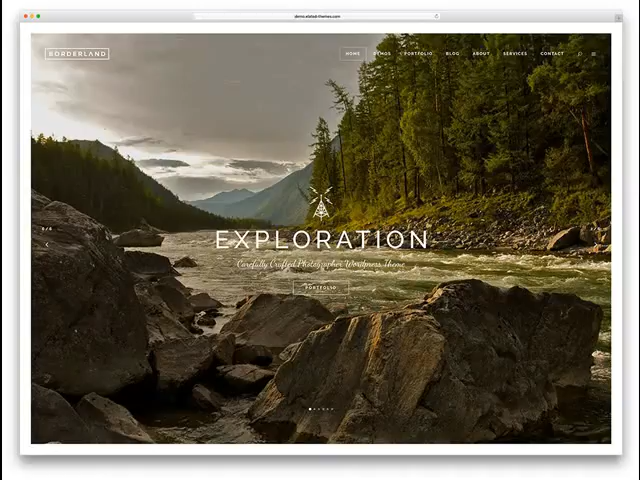 demo.elated-themes.com
BORDERLAND
HOME DEMOS PORTFOLIO BLOG ABOUT SERVICES CONTACT
EXPLORATION
Carefully Crafted Photographer Wordpress Theme
PORTFOLIO